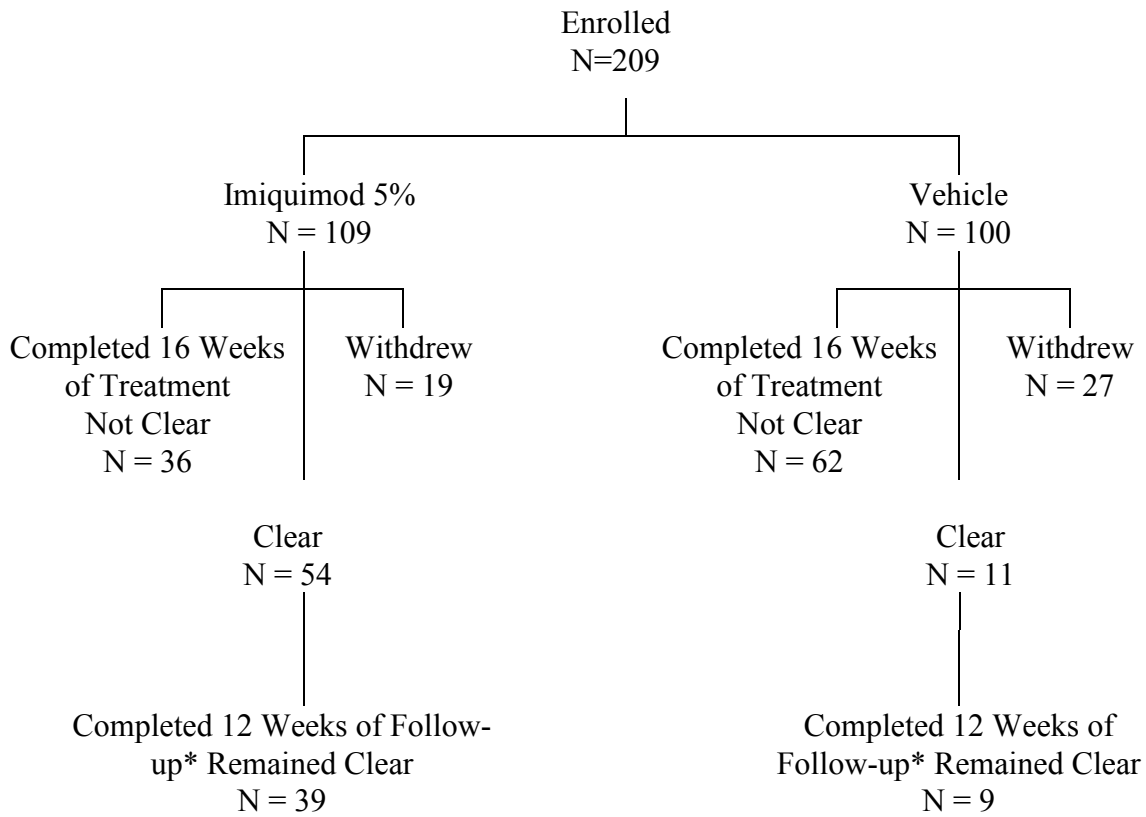 Enrolled
N=209
Imiquimod 5%
N = 109
Vehicle
N = 100
Completed 16 Weeks
of Treatment
Not Clear
N = 36
Withdrew
N = 19
Completed 16 Weeks
of Treatment
Not Clear
N = 62
Withdrew
N = 27
Clear
N = 54
Clear
N = 11
Completed 12 Weeks of Follow-
up* Remained Clear
N = 39
Completed 12 Weeks of
Follow-up* Remained Clear
N = 9